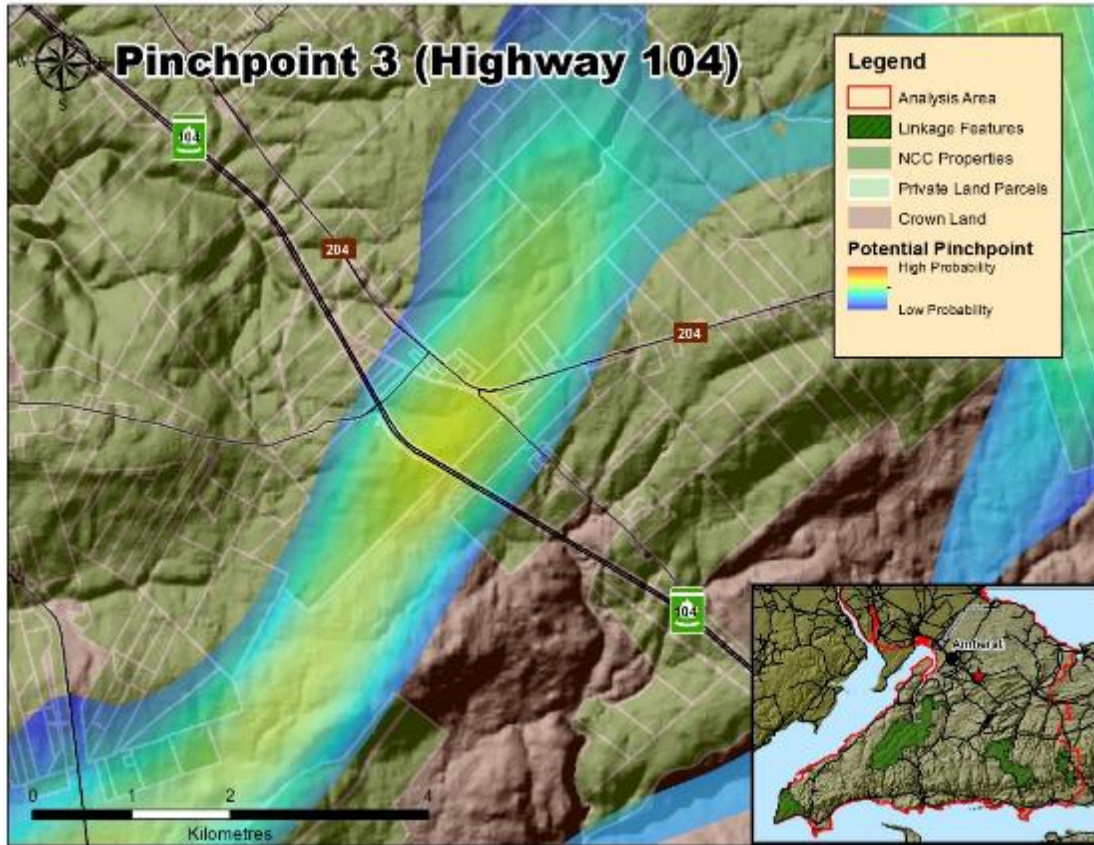 Pinchpoint 3 (Highway 104)
S
104
204
204
104
Legend
Analysis Area
Linkage Features
NCC Properties
Private Land Parcels
Crown Land
Potential Pinchpoint
High Probability
Low Probability
Amherst
0 1 2 4
Kilometres